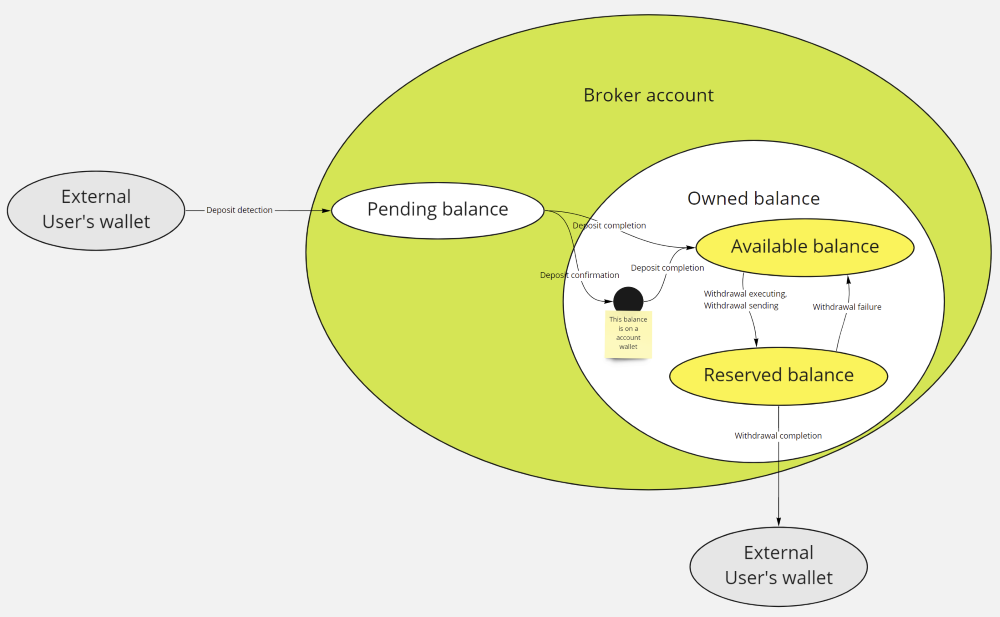 Broker account
External
User's wallet
Deposit detection
Pending balance
Owned balance
Deposit completion
Available balance
Deposit confirmation
Deposit completion
Withdrawal executing,
Withdrawal sending
Withdrawal failure
This balance
is on a
account
wallet
Reserved balance
Withdrawal completion
External
User's wallet